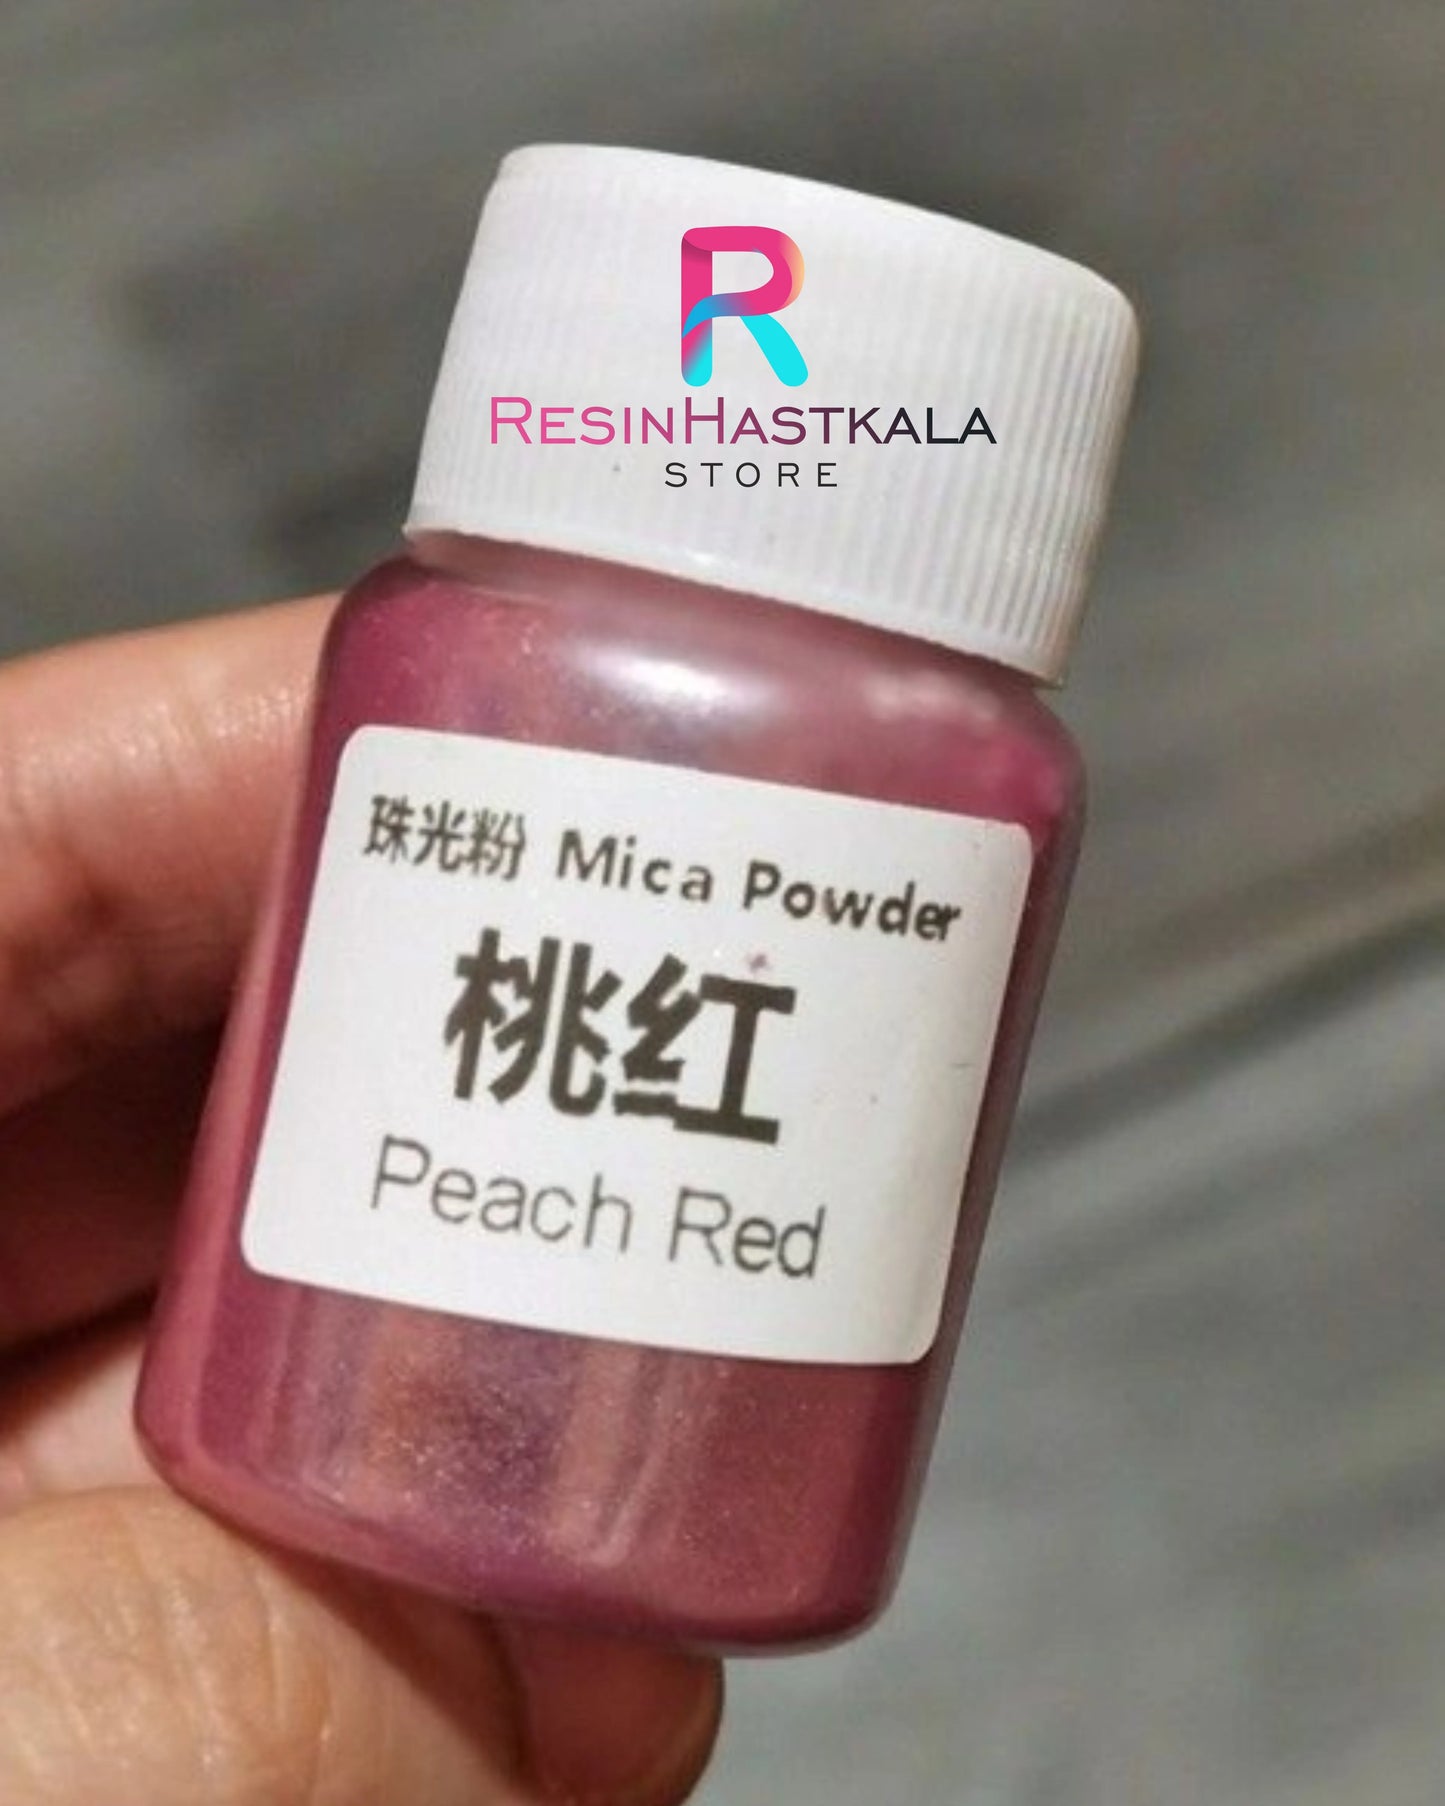 RESINHASTKALA
STORE
珠光粉 Mica Powder
桃红
Peach Red